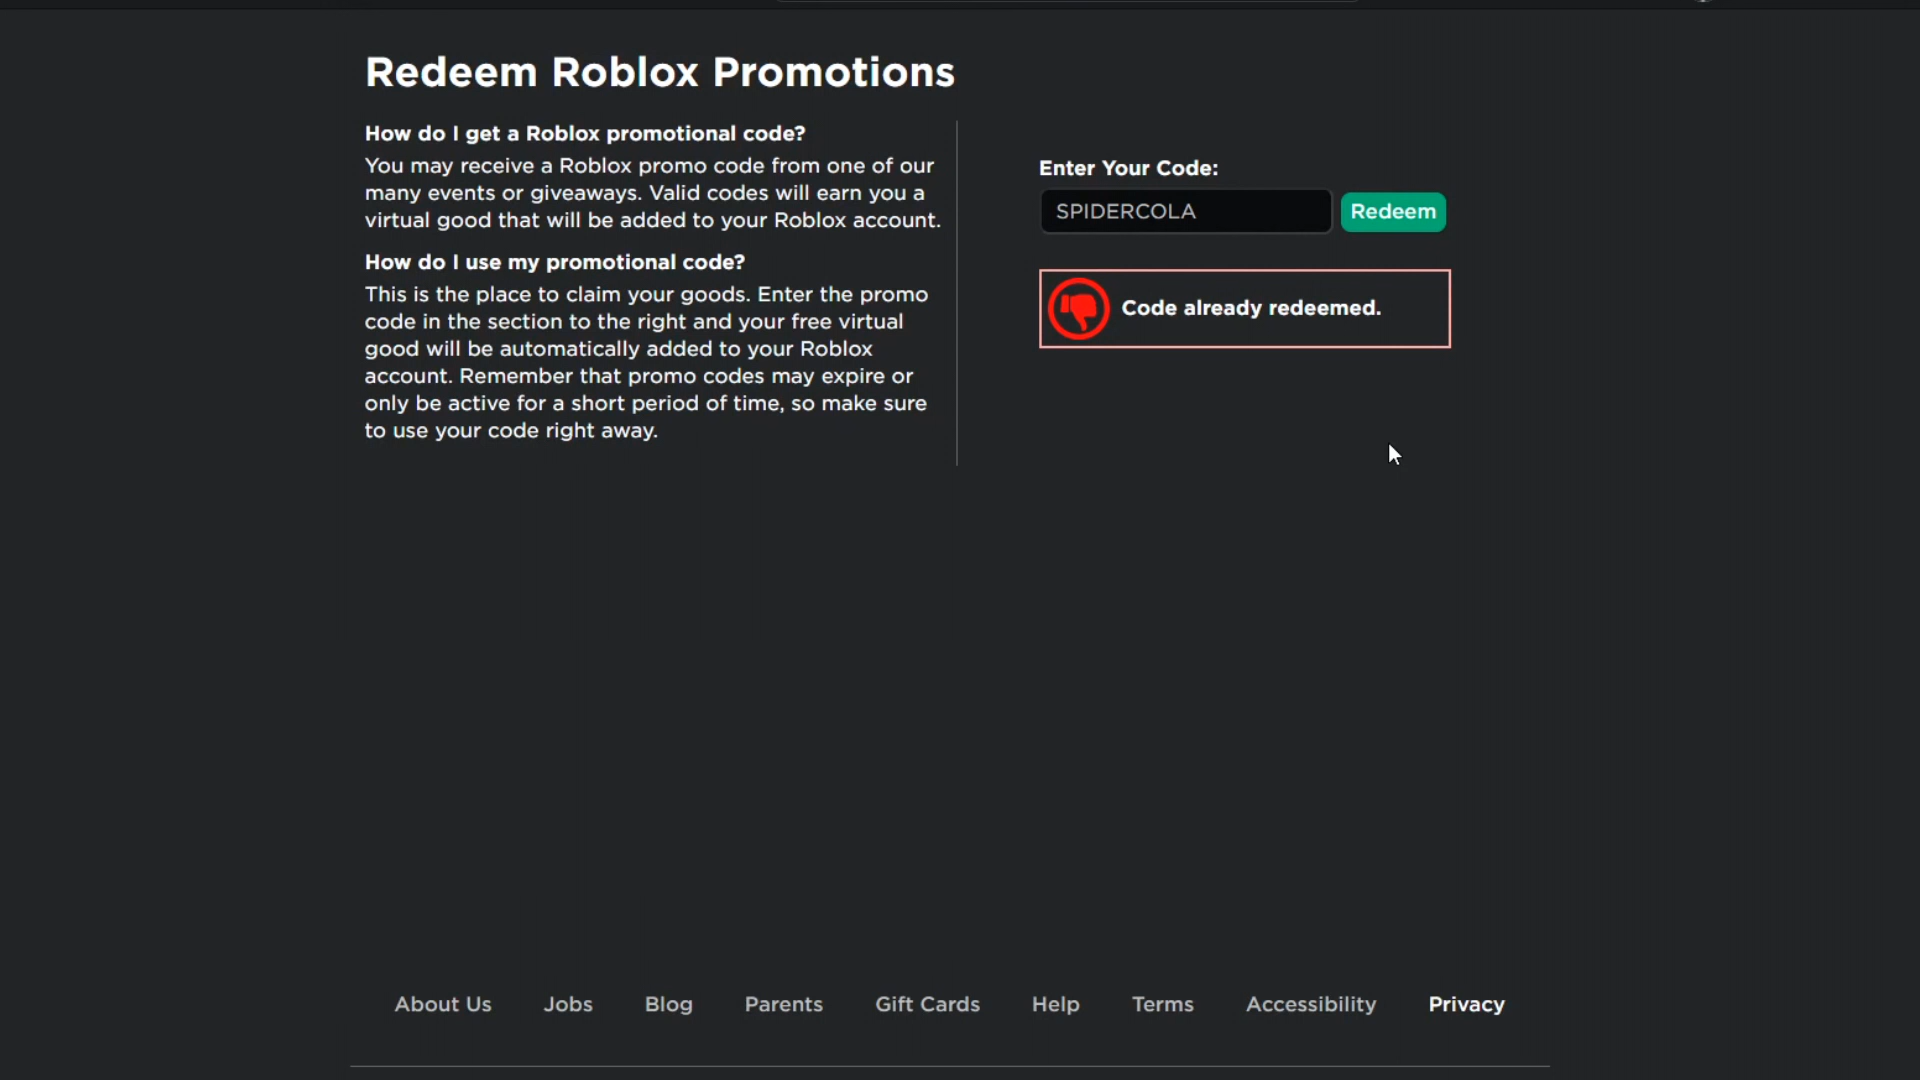 Redeem Roblox Promotions
How do I get a Roblox promotional code?
You may receive a Roblox promo code from one of our
many events or giveaways. Valid codes will earn you a
virtual good that will be added to your Roblox account.
How do I use my promotional code?
This is the place to claim your goods. Enter the promo
code in the section to the right and your free virtual
good will be automatically added to your Roblox
account. Remember that promo codes may expire or
only be active for a short period of time, so make sure
to use your code right away.
Enter Your Code:
SPIDERCOLA Redeem
Code already redeemed.
About Us Jobs Blog Parents Gift Cards Help Terms Accessibility Privacy